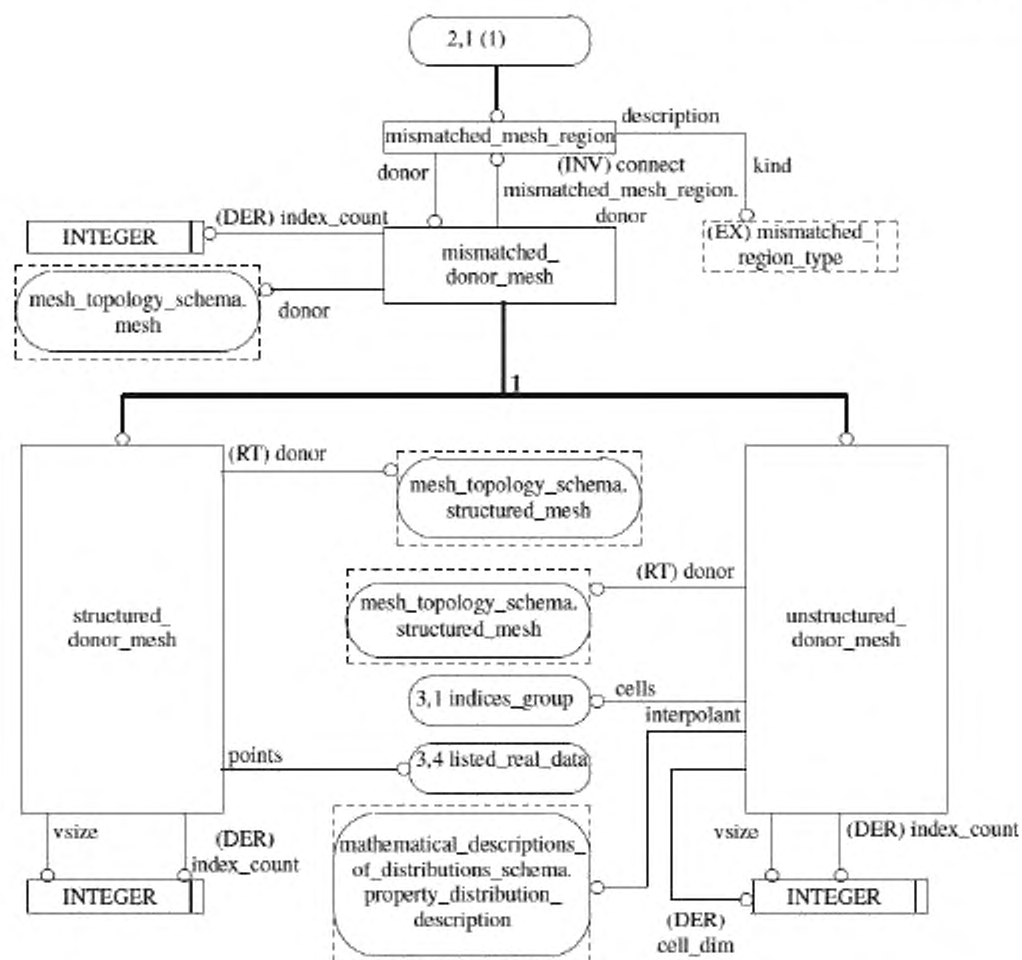 2,1 (1)
mismatched_mesh_region
description
donor
(INV) connect
mismatched_mesh_region.
donor
kind
(EX) mismatched_
region_type
(DER) index_count
INTEGER
mismatched_
donor_mesh
mesh_topology_schema.
mesh
donor
1
(RT) donor
mesh_topology_schema.
structured_mesh
(RT) donor
mesh_topology_schema.
structured_mesh
structured_
donor_mesh
unstructured_
donor_mesh
cells
3,1 indices_group
interpolant
points
3,4 listed_real_data
vsize
(DER)
index_count
INTEGER
mathematical_descriptions_
of_distributions_schema.
property_distribution_
description
vsize
(DER) index_count
INTEGER
(DER)
cell_dim